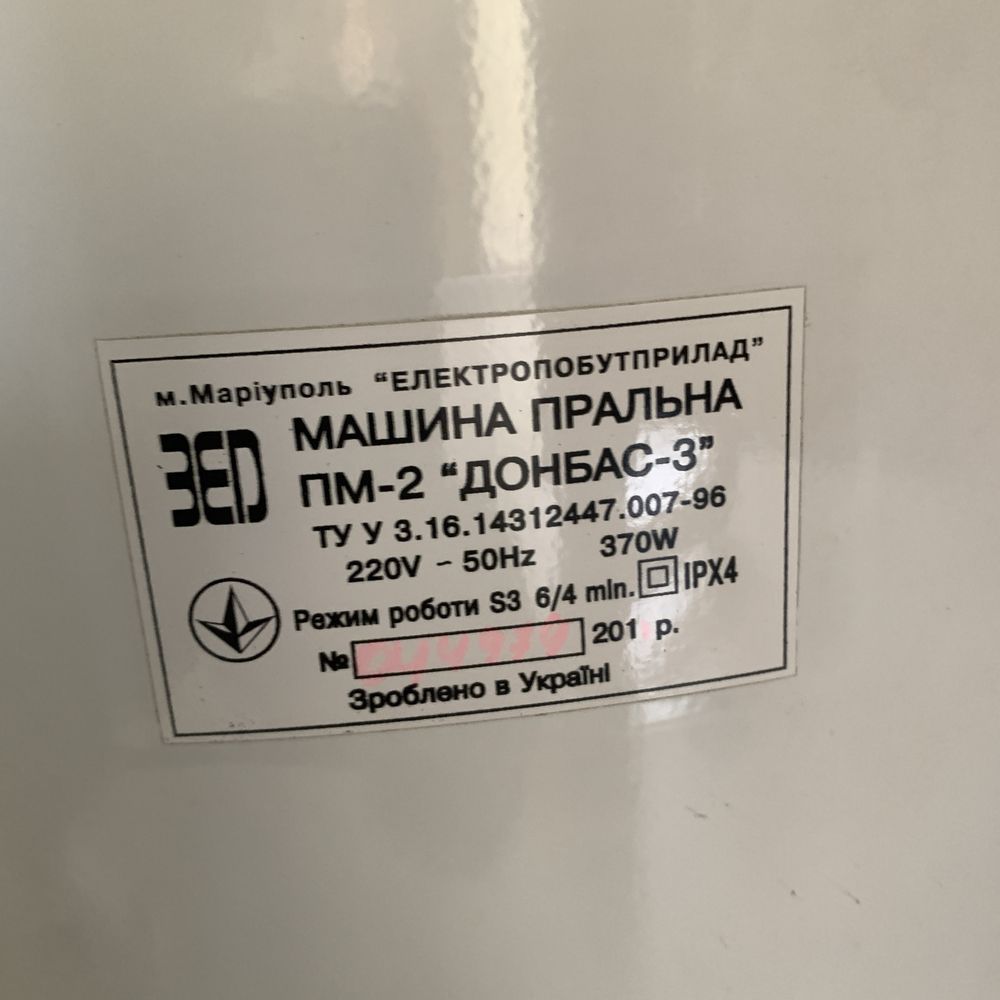 м.Маріуполь “ЕЛЕКТРОПОБУТПРИЛАД”
ЗЕП
МАШИНА ПРАЛЬНА
ПМ-2 “ДОНБАС-3”
ТУ У 3.16.14312447.007-96
220V ~ 50Hz 370W
Режим роботи S3 6/4 min. IPX4
№ 201 р.
Зроблено в Україні